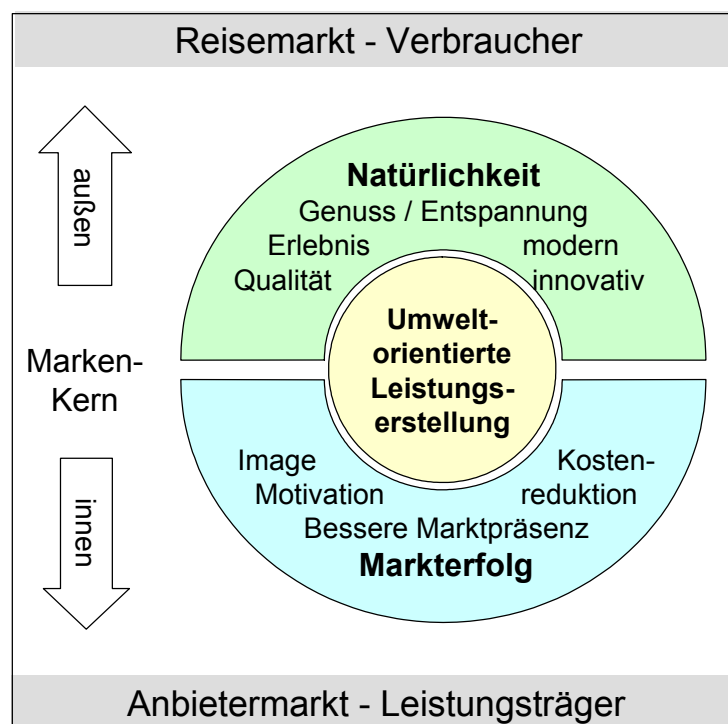 Reisemarkt - Verbraucher
außen
Natürlichkeit
Genuss / Entspannung
Erlebnis modern
Qualität innovativ
Umwelt-
orientierte
Leistungs-
erstellung
Marken-
Kern
innen
Image Kosten-
Motivation reduktion
Bessere Marktpräsenz
Markterfolg
Anbietermarkt - Leistungsträger